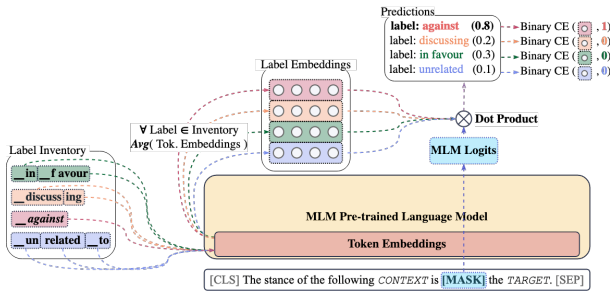 Predictions
label: against (0.8)
label: discussing (0.2)
label: in favour (0.3)
label: unrelated (0.1)
Binary CE ( , 1)
Binary CE ( , 0)
Binary CE ( , 0)
Binary CE ( , 0)
Label Embeddings
∀ Label ∈ Inventory
Avg( Tok. Embeddings )
Dot Product
MLM Logits
Label Inventory
__in __f avour
__discuss ing
__against
__un related __to
MLM Pre-trained Language Model
Token Embeddings
[CLS] The stance of the following CONTEXT is [MASK] the TARGET. [SEP]